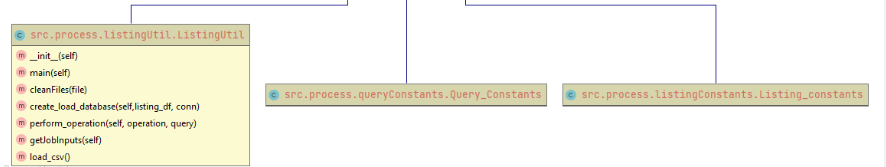 C src.process.listingUtil.ListingUtil
m __init__(self)
m main(self)
m cleanFiles(file)
m create_load_database(self,listing_df, conn)
m perform_operation(self, operation, query)
m getJobInputs(self)
m load_csv()
C src.process.queryConstants.Query_Constants
C src.process.listingConstants.Listing_constants